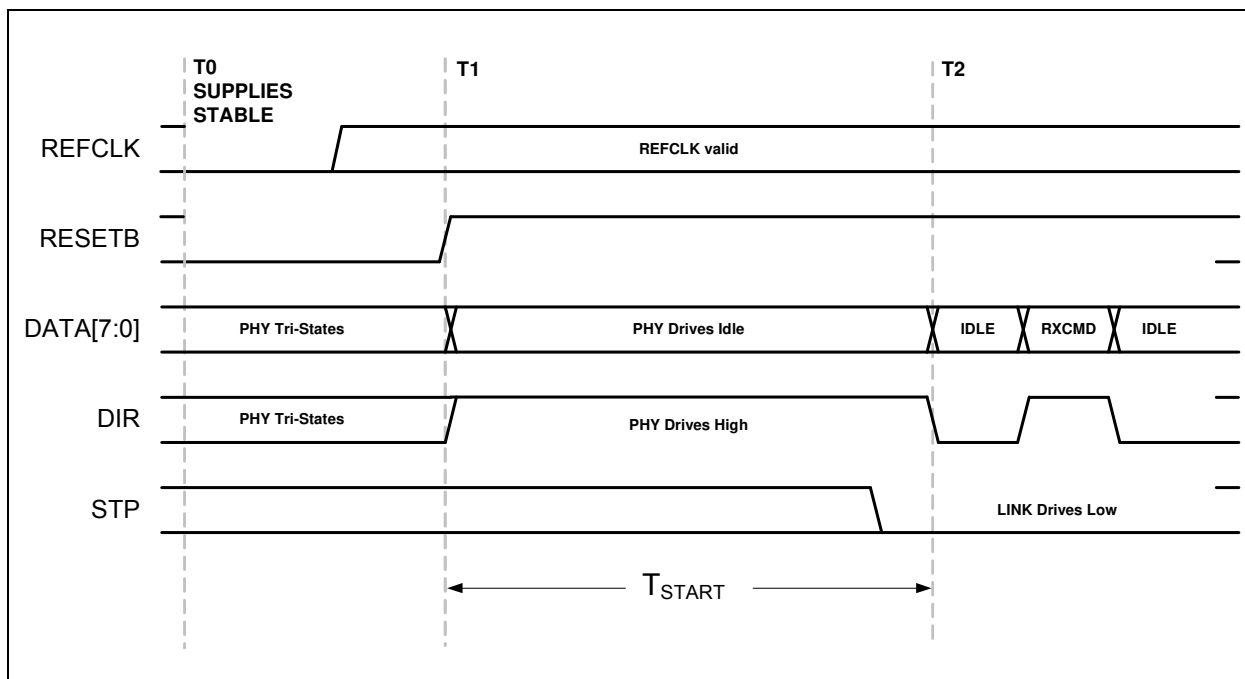 T0
SUPPLIES
STABLE
T1
T2
REFCLK
REFCLK valid
RESETB
DATA[7:0]
PHY Tri-States
PHY Drives Idle
IDLE
RXCMD
IDLE
DIR
PHY Tri-States
PHY Drives High
STP
LINK Drives Low
TSTART